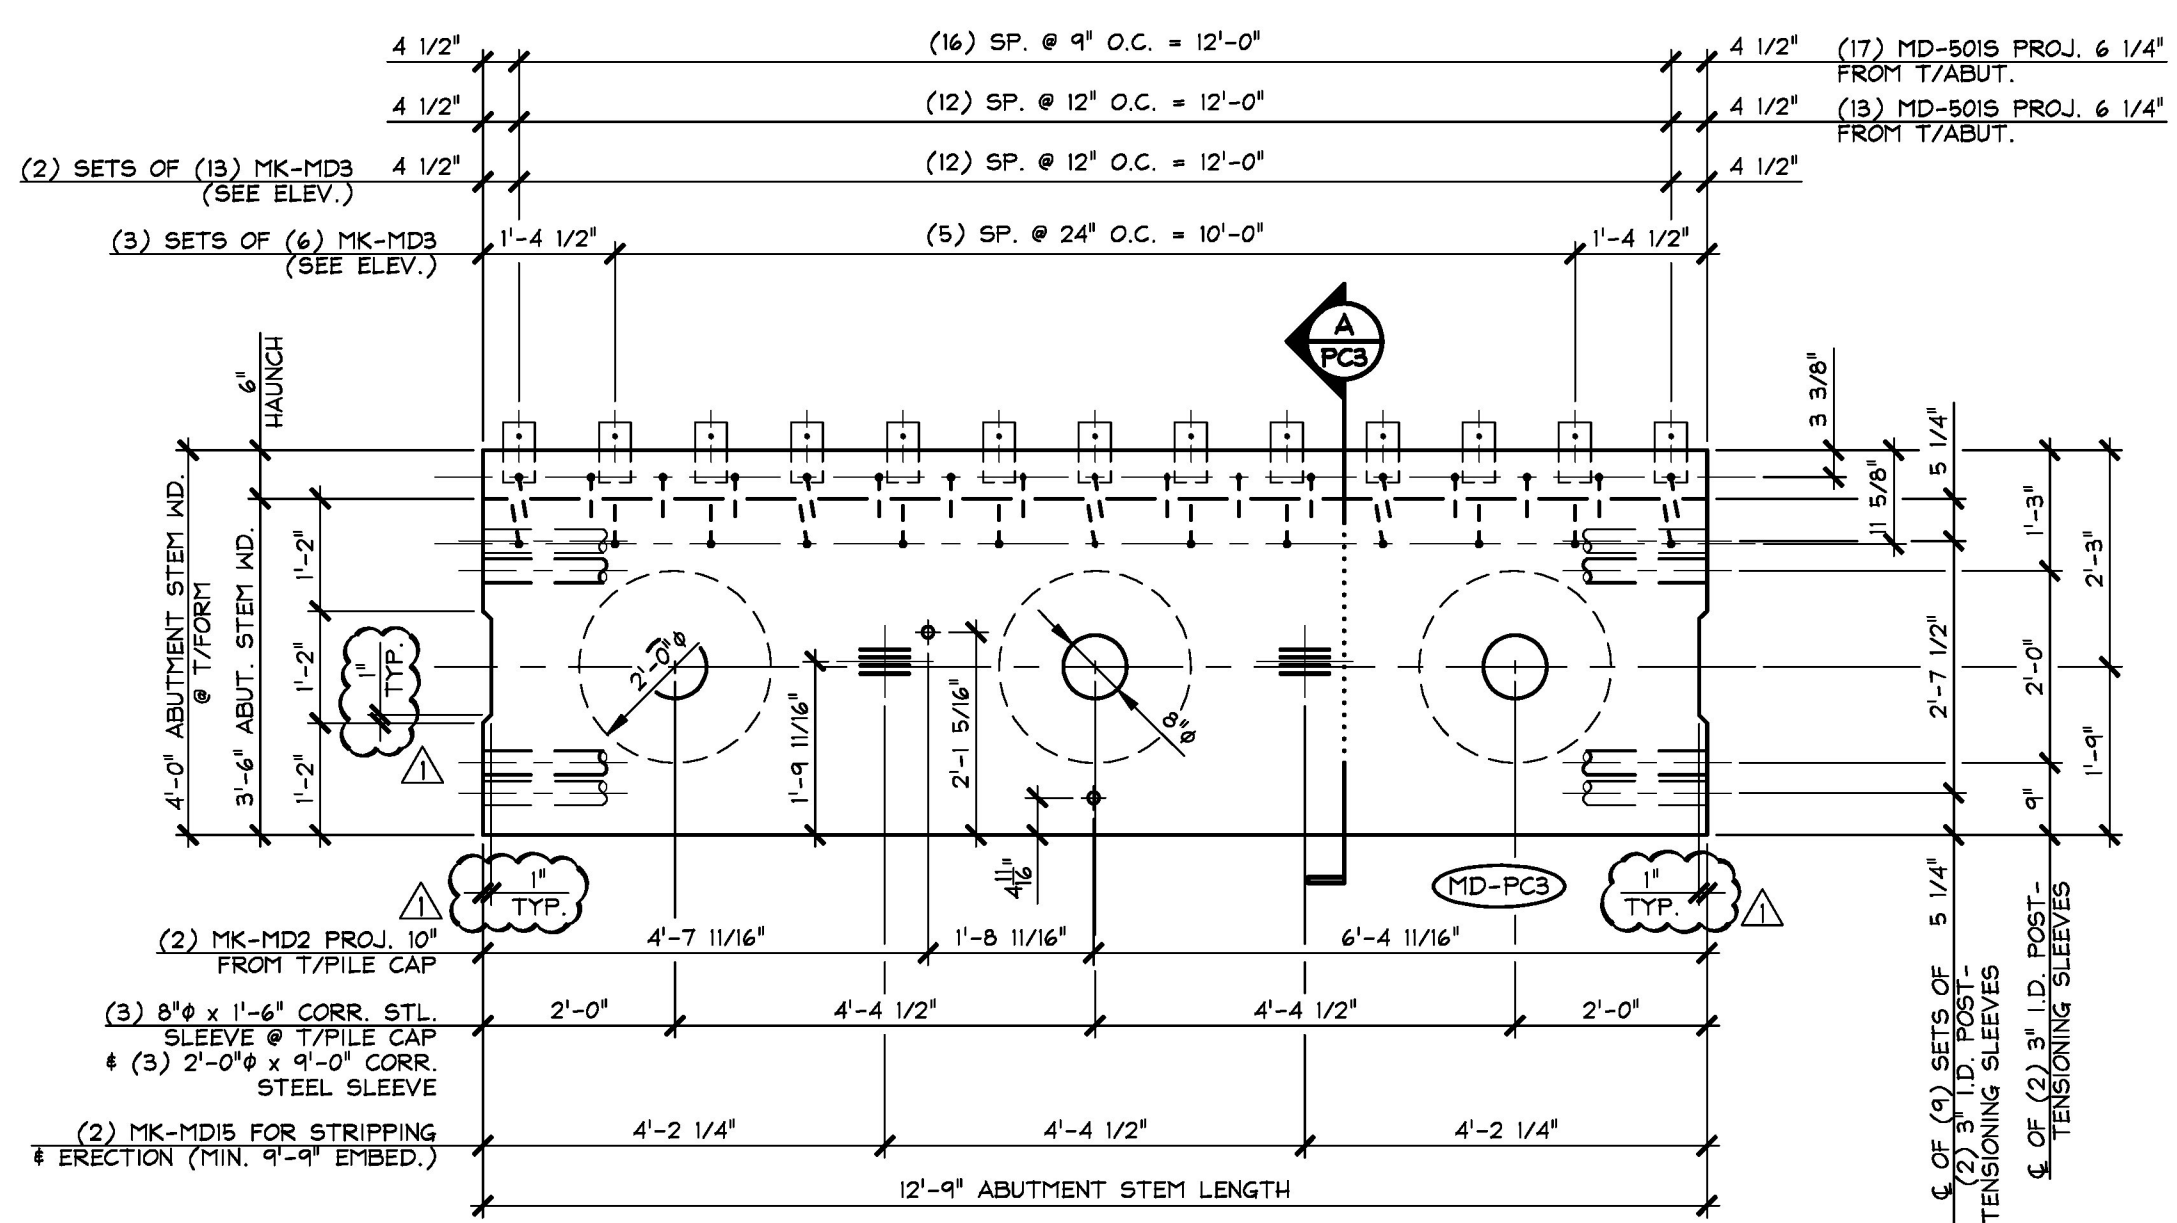 4 1/2"
(16) SP. @ 9" O.C. = 12'-0"
4 1/2"
(17) MD-501S PROJ. 6 1/4"
FROM T/ABUT.
4 1/2"
(12) SP. @ 12" O.C. = 12'-0"
4 1/2"
(13) MD-501S PROJ. 6 1/4"
FROM T/ABUT.
(2) SETS OF (13) MK-MD3
(SEE ELEV.)
4 1/2"
(12) SP. @ 12" O.C. = 12'-0"
4 1/2"
(3) SETS OF (6) MK-MD3
(SEE ELEV.)
1'-4 1/2"
(5) SP. @ 24" O.C. = 10'-0"
1'-4 1/2"
A
PC3
6"
HAUNCH
4'-0" ABUTMENT STEM WD.
@ T/FORM
3'-6" ABUT. STEM WD.
1'-2"
1'-2"
1'-2"
1"
TYP.
1
2'-0"ϕ
8"ϕ
1'-9 11/16"
2'-1 5/16"
4 11/16"
3 3/8"
11 5/8"
5 1/4"
2'-7 1/2"
5 1/4"
1'-3"
2'-0"
9"
2'-3"
1'-9"
1
1"
TYP.
MD-PC3
1"
TYP.
1
(2) MK-MD2 PROJ. 10"
FROM T/PILE CAP
4'-7 11/16"
1'-8 11/16"
6'-4 11/16"
(3) 8"ϕ x 1'-6" CORR. STL.
SLEEVE @ T/PILE CAP
& (3) 2'-0"ϕ x 9'-0" CORR.
STEEL SLEEVE
2'-0"
4'-4 1/2"
4'-4 1/2"
2'-0"
(2) MK-MD15 FOR STRIPPING
& ERECTION (MIN. 9'-9" EMBED.)
4'-2 1/4"
4'-4 1/2"
4'-2 1/4"
12'-9" ABUTMENT STEM LENGTH
℄ OF (9) SETS OF
(2) 3" I.D. POST-
TENSIONING SLEEVES
℄ OF (2) 3" I.D. POST-
TENSIONING SLEEVES